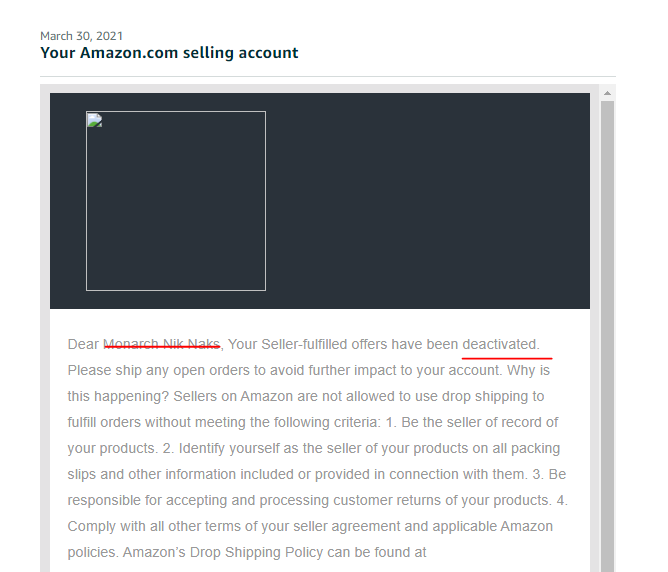 March 30, 2021
Your Amazon.com selling account
Dear Monarch Nik Naks, Your Seller-fulfilled offers have been deactivated.
Please ship any open orders to avoid further impact to your account. Why is
this happening? Sellers on Amazon are not allowed to use drop shipping to
fulfill orders without meeting the following criteria: 1. Be the seller of record of
your products. 2. Identify yourself as the seller of your products on all packing
slips and other information included or provided in connection with them. 3. Be
responsible for accepting and processing customer returns of your products. 4.
Comply with all other terms of your seller agreement and applicable Amazon
policies. Amazon’s Drop Shipping Policy can be found at